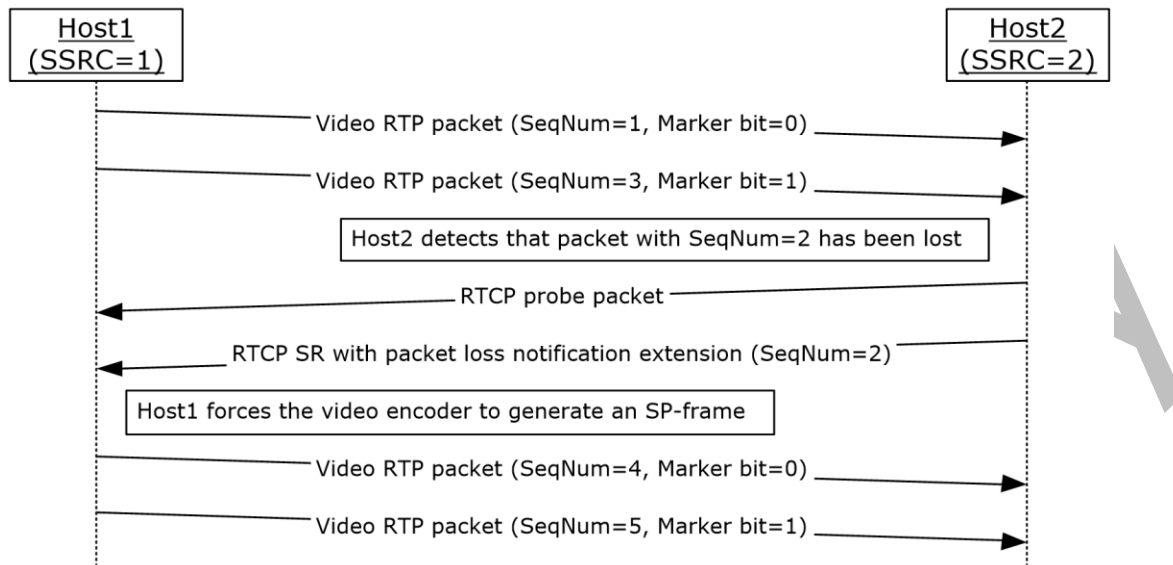 Host1
(SSRC=1)
Host2
(SSRC=2)
Video RTP packet (SeqNum=1, Marker bit=0)
Video RTP packet (SeqNum=3, Marker bit=1)
Host2 detects that packet with SeqNum=2 has been lost
RTCP probe packet
RTCP SR with packet loss notification extension (SeqNum=2)
Host1 forces the video encoder to generate an SP-frame
Video RTP packet (SeqNum=4, Marker bit=0)
Video RTP packet (SeqNum=5, Marker bit=1)